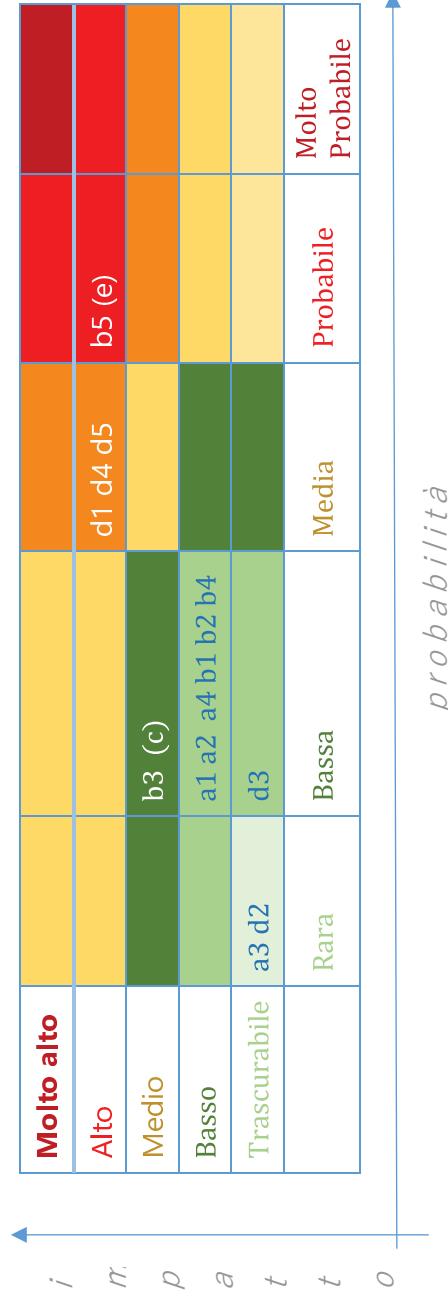 Molto alto
Alto
d1 d4 d5
b5 (e)
Medio
b3 (c)
Basso
a1 a2 a4 b1 b2 b4
Trascurabile
a3 d2
d3
Rara
Bassa
Media
Probabile
Molto
Probabile
impatto
probabilità